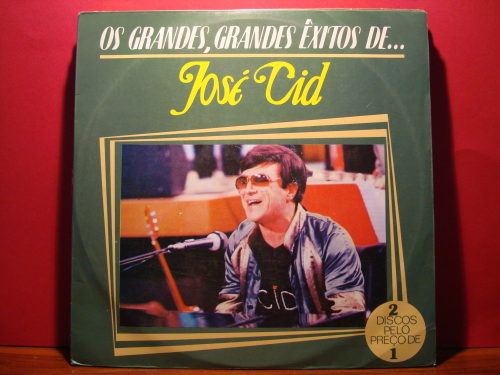 OS GRANDES, GRANDES ÊXITOS DE...
José Cid
CID
2
DISCOS
PELO
PREÇO DE
1